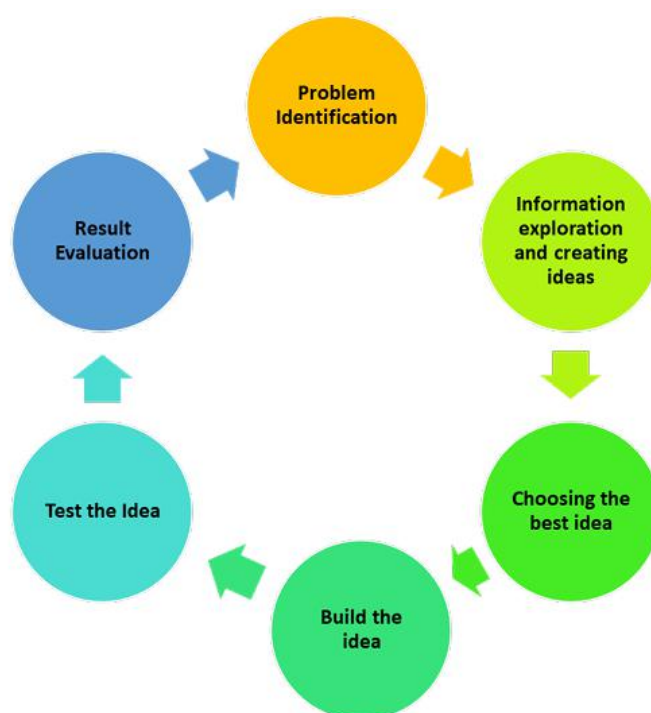 Problem
Identification
Information
exploration
and creating
ideas
Choosing the
best idea
Build the
idea
Test the Idea
Result
Evaluation